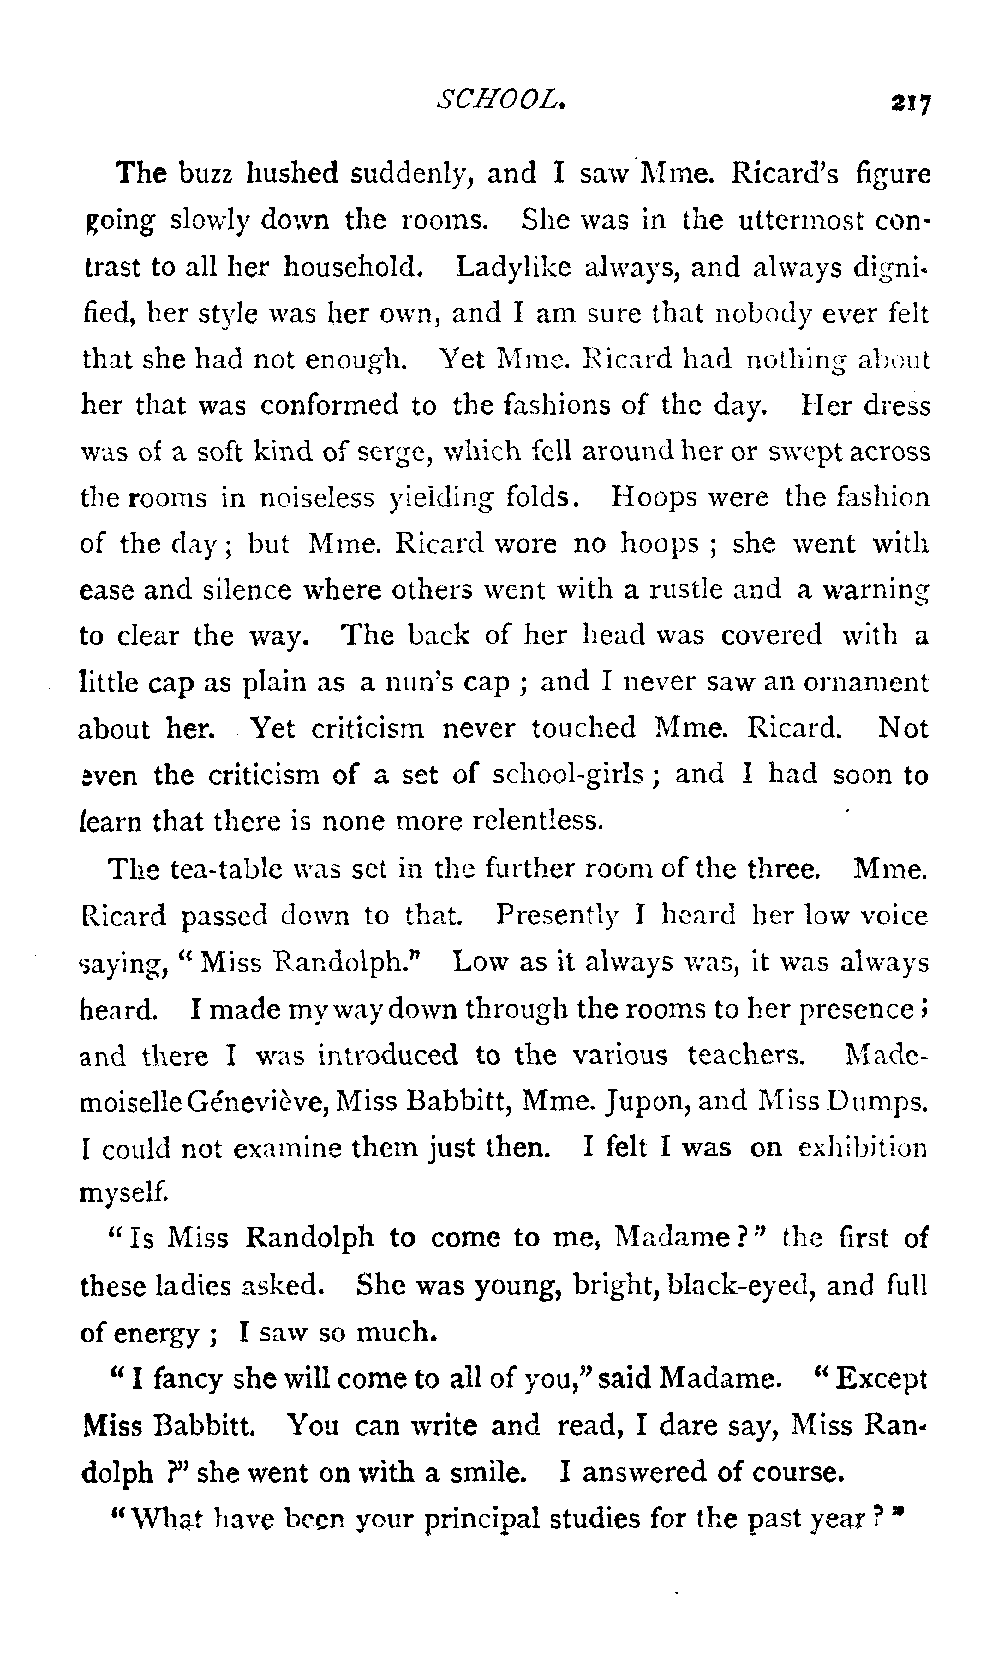 SCHOOL. 217
The buzz hushed suddenly, and I saw Mme. Ricard's figure
going slowly down the rooms. She was in the uttermost con-
trast to all her household. Ladylike always, and always digni-
fied, her style was her own, and I am sure that nobody ever felt
that she had not enough. Yet Mme. Ricard had nothing about
her that was conformed to the fashions of the day. Her dress
was of a soft kind of serge, which fell around her or swept across
the rooms in noiseless yielding folds. Hoops were the fashion
of the day; but Mme. Ricard wore no hoops; she went with
ease and silence where others went with a rustle and a warning
to clear the way. The back of her head was covered with a
little cap as plain as a nun's cap; and I never saw an ornament
about her. Yet criticism never touched Mme. Ricard. Not
even the criticism of a set of school-girls; and I had soon to
learn that there is none more relentless.
The tea-table was set in the further room of the three. Mme.
Ricard passed down to that. Presently I heard her low voice
saying, "Miss Randolph." Low as it always was, it was always
heard. I made my way down through the rooms to her presence;
and there I was introduced to the various teachers. Made-
moiselle Géneviève, Miss Babbitt, Mme. Jupon, and Miss Dumps.
I could not examine them just then. I felt I was on exhibition
myself.
"Is Miss Randolph to come to me, Madame?" the first of
these ladies asked. She was young, bright, black-eyed, and full
of energy; I saw so much.
"I fancy she will come to all of you," said Madame. "Except
Miss Babbitt. You can write and read, I dare say, Miss Ran-
dolph?" she went on with a smile. I answered of course.
"What have been your principal studies for the past year?"